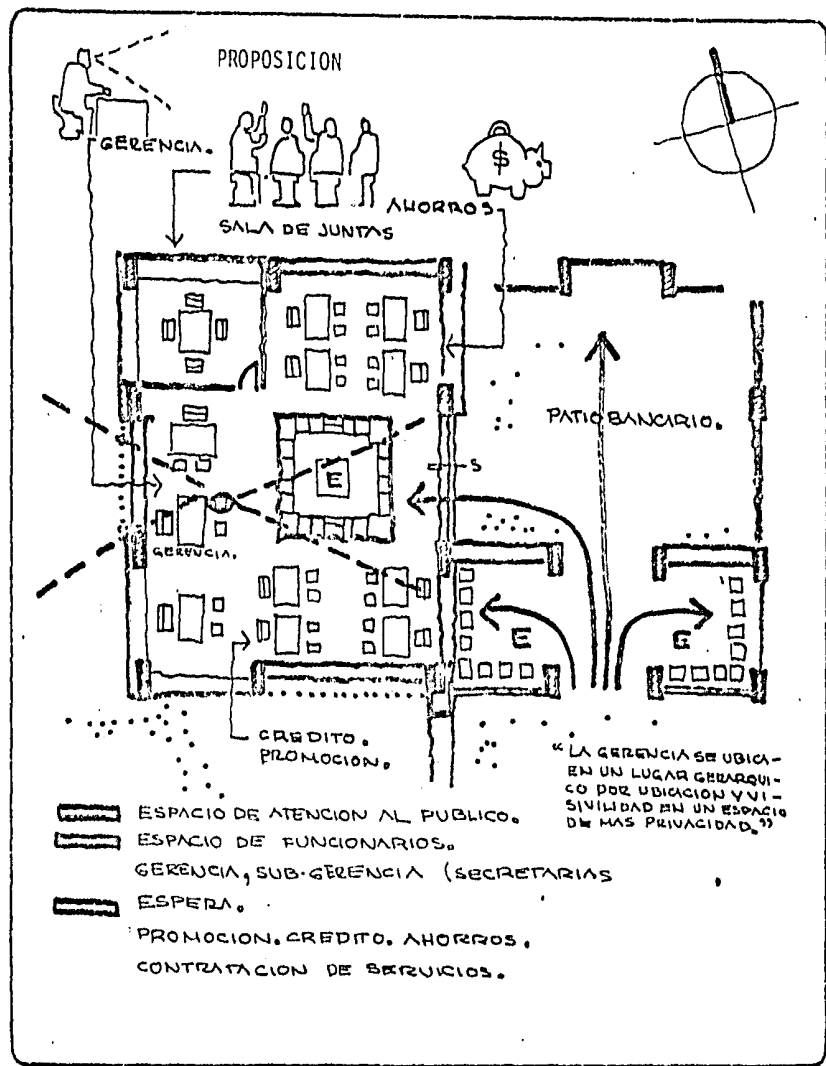 PROPOSICION
GERENCIA.
$
AHORROS
SALA DE JUNTAS
PATIO BANCARIO.
E
S
GERENCIA.
E
E
CREDITO.
PROMOCION.
"LA GERENCIA SE UBICA-
EN UN LUGAR GERARQUI-
CO POR UBICACION Y VI-
SIVILIDAD EN UN ESPACIO
DE MAS PRIVACIDAD."
ESPACIO DE ATENCION AL PUBLICO.
ESPACIO DE FUNCIONARIOS.
GERENCIA, SUB-GERENCIA (SECRETARIAS
ESPERA.
PROMOCION. CREDITO. AHORROS.
CONTRATACION DE SERVICIOS.